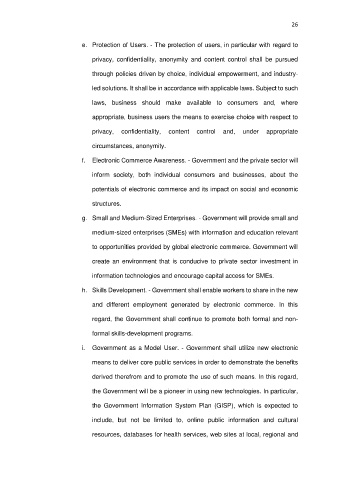 26
e. Protection of Users. - The protection of users, in particular with regard to
privacy, confidentiality, anonymity and content control shall be pursued
through policies driven by choice, individual empowerment, and industry-
led solutions. It shall be in accordance with applicable laws. Subject to such
laws, business should make available to consumers and, where
appropriate, business users the means to exercise choice with respect to
privacy, confidentiality, content control and, under appropriate
circumstances, anonymity.
f. Electronic Commerce Awareness. - Government and the private sector will
inform society, both individual consumers and businesses, about the
potentials of electronic commerce and its impact on social and economic
structures.
g. Small and Medium-Sized Enterprises. - Government will provide small and
medium-sized enterprises (SMEs) with information and education relevant
to opportunities provided by global electronic commerce. Government will
create an environment that is conducive to private sector investment in
information technologies and encourage capital access for SMEs.
h. Skills Development. - Government shall enable workers to share in the new
and different employment generated by electronic commerce. In this
regard, the Government shall continue to promote both formal and non-
formal skills-development programs.
i. Government as a Model User. - Government shall utilize new electronic
means to deliver core public services in order to demonstrate the benefits
derived therefrom and to promote the use of such means. In this regard,
the Government will be a pioneer in using new technologies. In particular,
the Government Information System Plan (GISP), which is expected to
include, but not be limited to, online public information and cultural
resources, databases for health services, web sites at local, regional and